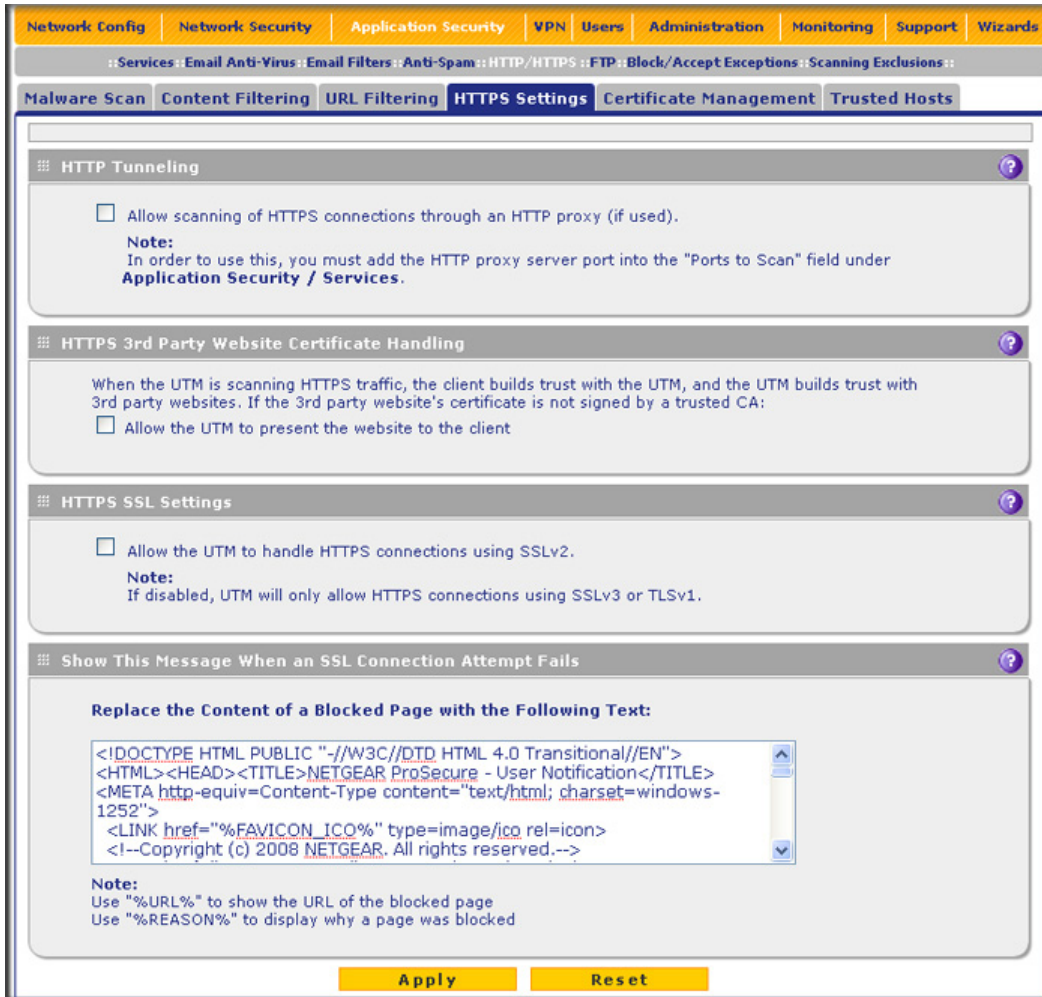 Network Config Network Security Application Security VPN Users Administration Monitoring Support Wizards
::Services::Email Anti-Virus::Email Filters::Anti-Spam::HTTP/HTTPS::FTP::Block/Accept Exceptions::Scanning Exclusions::
Malware Scan Content Filtering URL Filtering HTTPS Settings Certificate Management Trusted Hosts
HTTP Tunneling ?
Allow scanning of HTTPS connections through an HTTP proxy (if used).
Note:
In order to use this, you must add the HTTP proxy server port into the "Ports to Scan" field under
Application Security / Services.
HTTPS 3rd Party Website Certificate Handling ?
When the UTM is scanning HTTPS traffic, the client builds trust with the UTM, and the UTM builds trust with
3rd party websites. If the 3rd party website's certificate is not signed by a trusted CA:
Allow the UTM to present the website to the client
HTTPS SSL Settings ?
Allow the UTM to handle HTTPS connections using SSLv2.
Note:
If disabled, UTM will only allow HTTPS connections using SSLv3 or TLSv1.
Show This Message When an SSL Connection Attempt Fails ?
Replace the Content of a Blocked Page with the Following Text:
<!DOCTYPE HTML PUBLIC "-//W3C//DTD HTML 4.0 Transitional//EN">
<HTML><HEAD><TITLE>NETGEAR ProSecure - User Notification</TITLE>
<META http-equiv=Content-Type content="text/html; charset=windows-
1252">
<LINK href="%FAVICON_ICO%" type=image/ico rel=icon>
<!--Copyright (c) 2008 NETGEAR. All rights reserved.-->
Note:
Use "%URL%" to show the URL of the blocked page
Use "%REASON%" to display why a page was blocked
Apply Reset